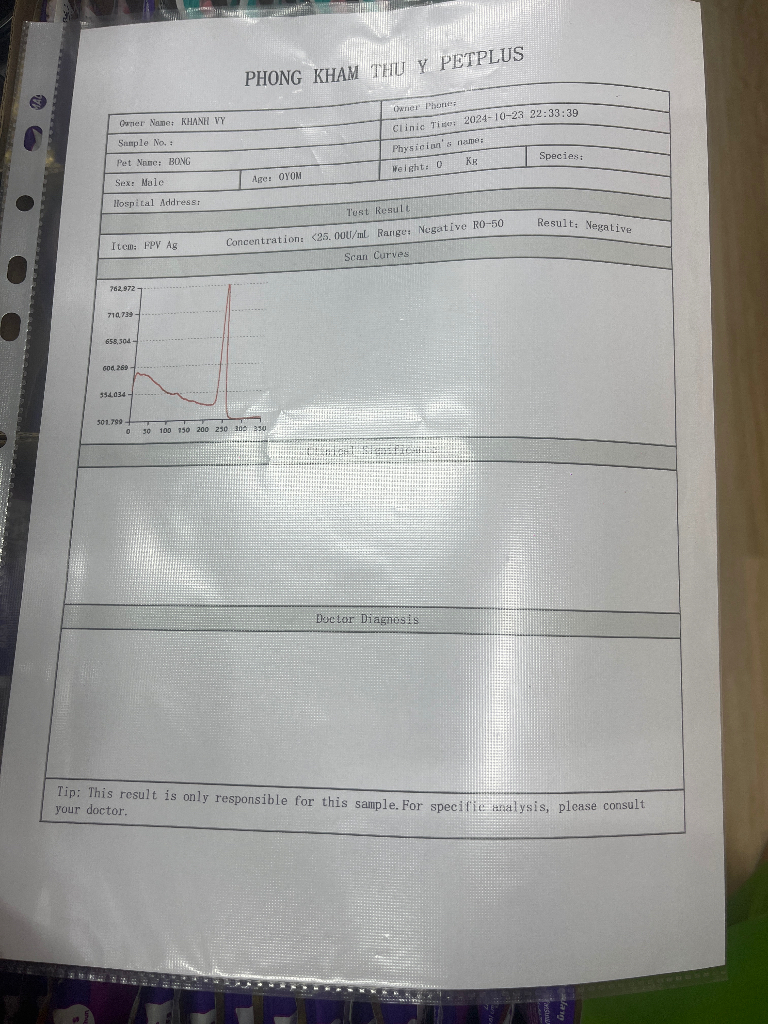 PHONG KHAM THU Y PETPLUS
Owner Name: KHANH VY
Owner Phone:
Sample No.:
Clinic Time: 2024-10-23 22:33:39
Pet Name: BONG
Physician's name:
Sex: Male
Age: 0Y0M
Weight: 0 Kg
Species:
Hospital Address:
Test Result
Item: FPV Ag
Concentration: <25.00U/mL
Range: Negative R0-50
Result: Negative
Scan Curves
762.972
710.739
658.504
606.269
554.034
501.799
0 50 100 150 200 250 300 350
Clinical Significance
Doctor Diagnosis
Tip: This result is only responsible for this sample.For specific analysis, please consult
your doctor.